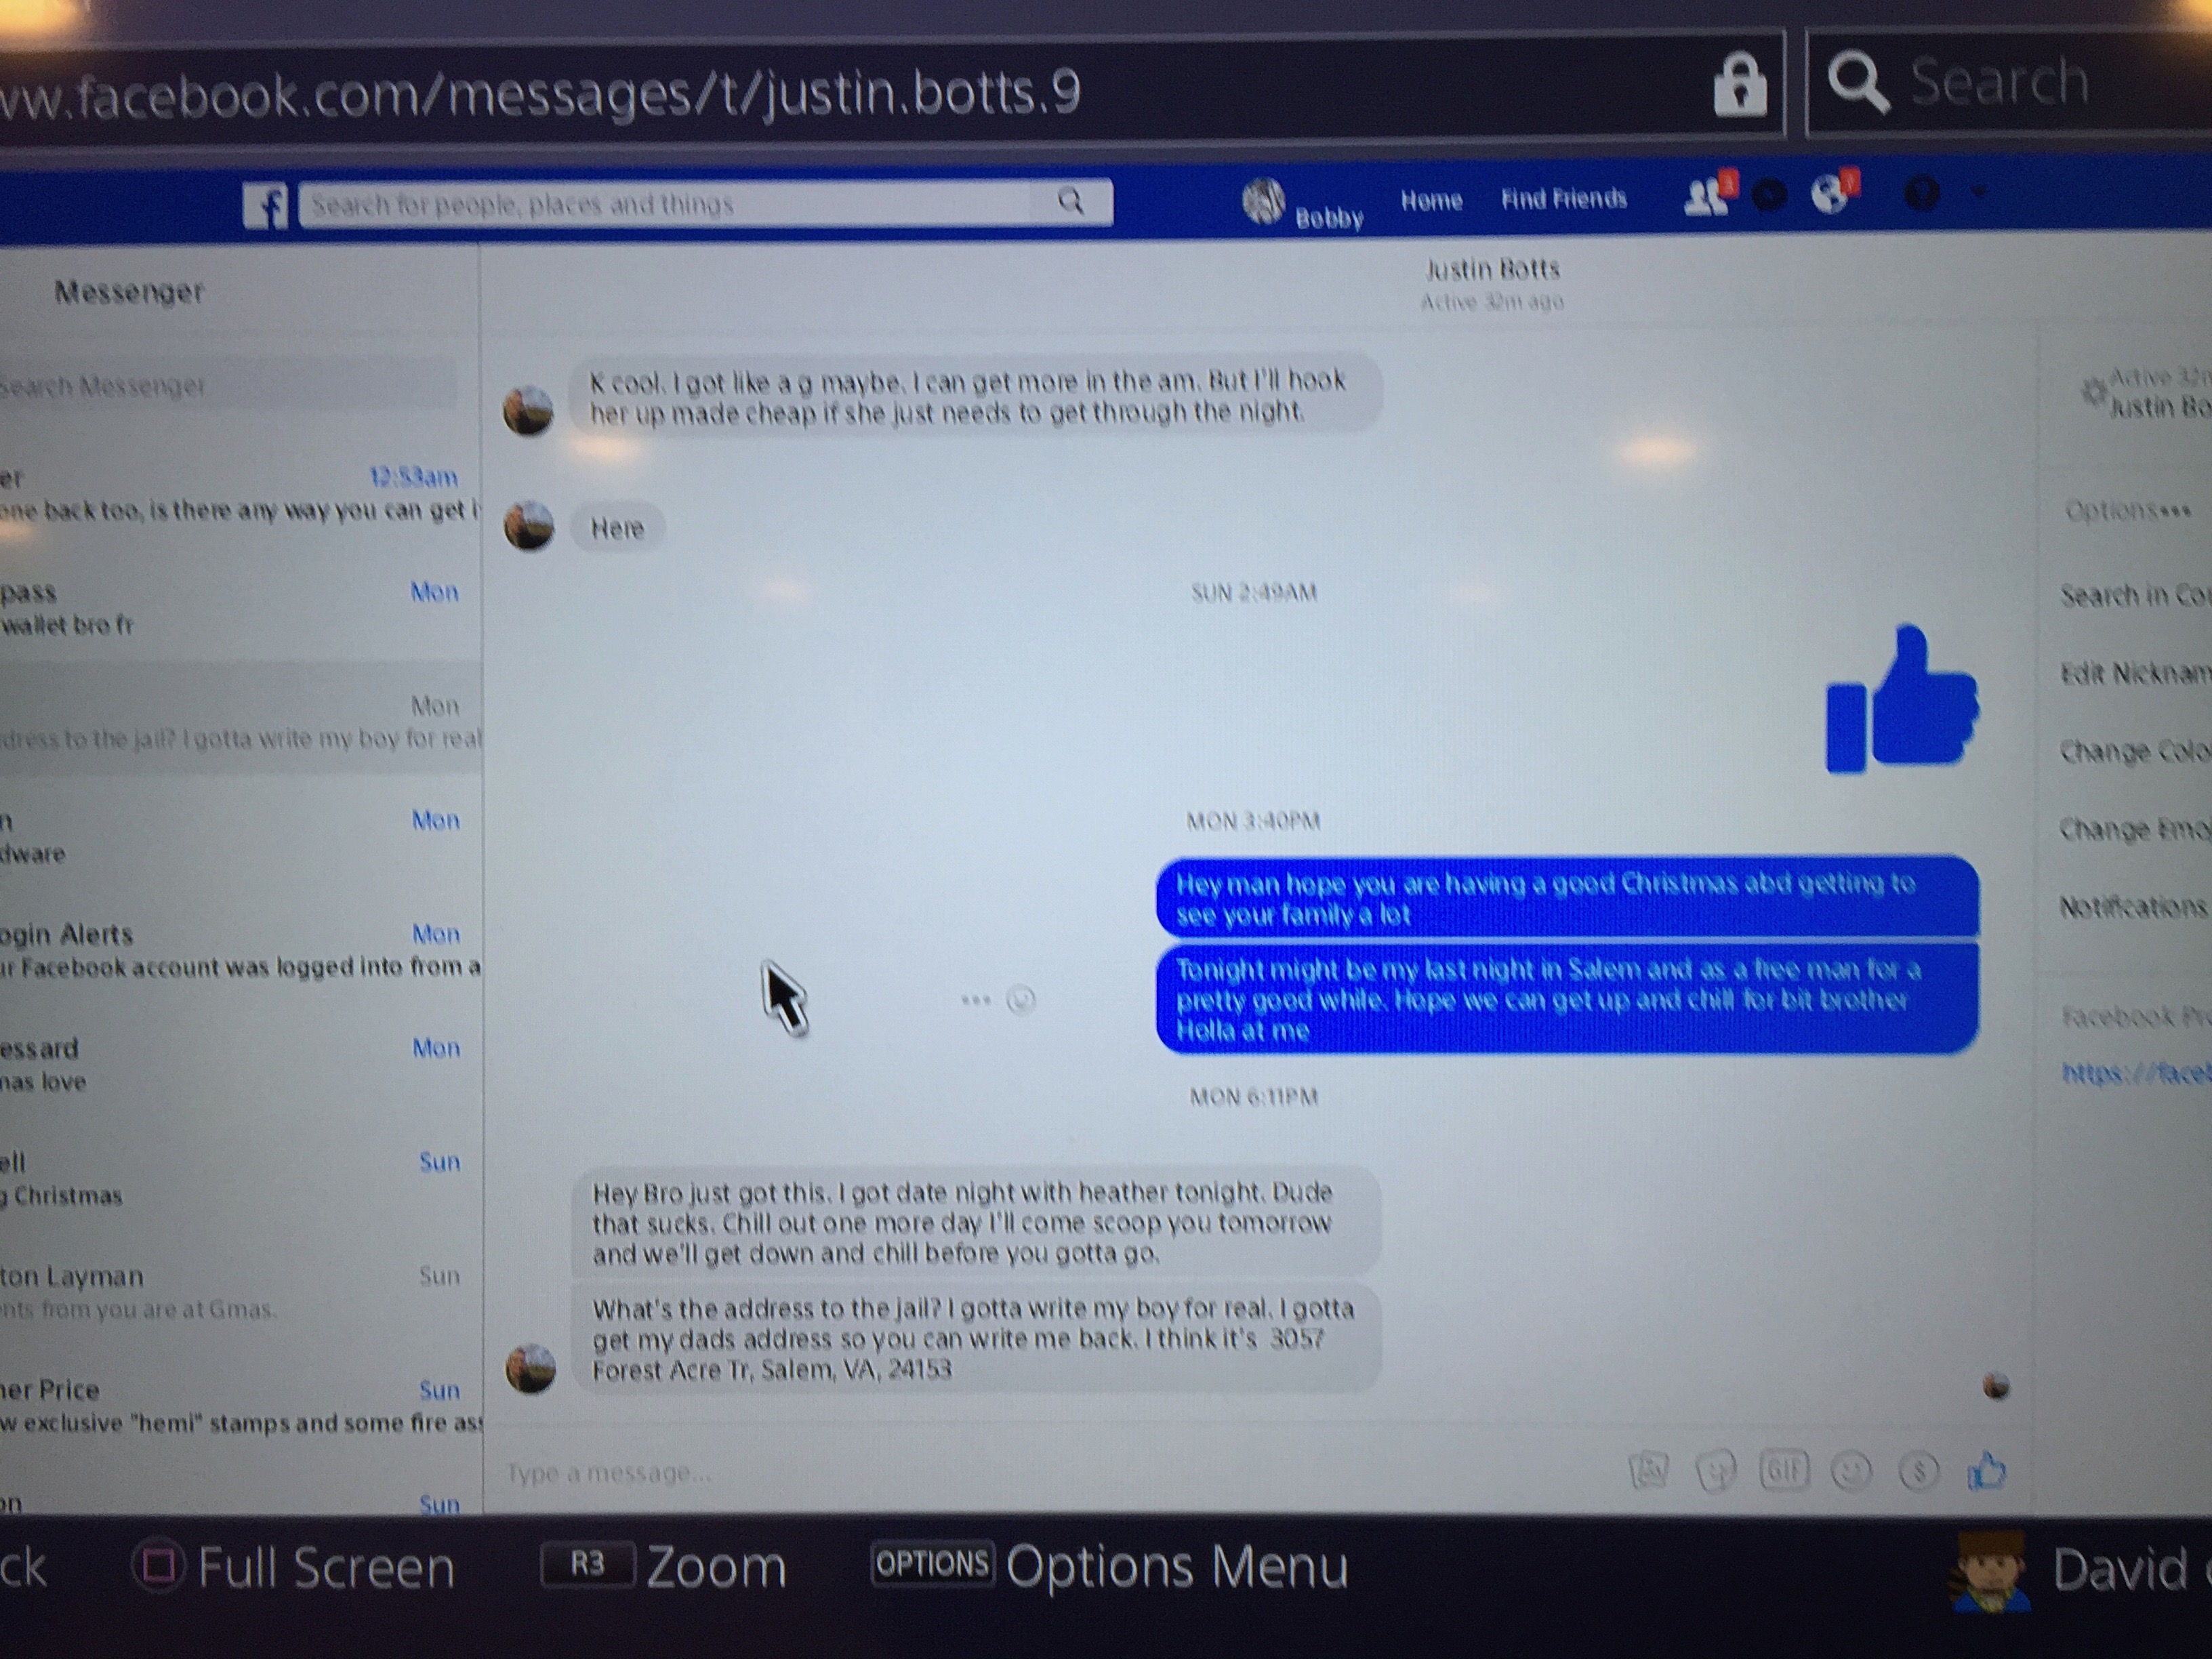 vw.facebook.com/messages/t/justin.botts.9
Search
f
Search for people, places and things
Bobby
Home
Find Friends
Messenger
Search Messenger
er
12:53am
one back too, is there any way you can get i
pass
Mon
wallet bro fr
Mon
dress to the jail? I gotta write my boy for real
n
Mon
dware
ogin Alerts
Mon
ur Facebook account was logged into from a
essard
Mon
mas love
ell
Sun
g Christmas
ton Layman
Sun
nts from you are at Gmas.
her Price
Sun
w exclusive "hemi" stamps and some fire ass
on
Sun
Justin Botts
Active 32m ago
K cool. I got like a g maybe. I can get more in the am. But I'll hook
her up made cheap if she just needs to get through the night.
Here
SUN 2:49AM
MON 3:40PM
Hey man hope you are having a good Christmas abd getting to
see your family a lot
Tonight might be my last night in Salem and as a free man for a
pretty good while. Hope we can get up and chill for bit brother
Holla at me
MON 6:11PM
Hey Bro just got this. I got date night with heather tonight. Dude
that sucks. Chill out one more day I'll come scoop you tomorrow
and we'll get down and chill before you gotta go.
What's the address to the jail? I gotta write my boy for real. I gotta
get my dads address so you can write me back. I think it's 3057
Forest Acre Tr, Salem, VA, 24153
Type a message...
GIF
$
Active 32m
Justin Bo
Options
Search in Co
Edit Nicknam
Change Colo
Change Emoj
Notifications
Facebook Pro
https://faceb
ck
Full Screen
R3
Zoom
OPTIONS
Options Menu
David